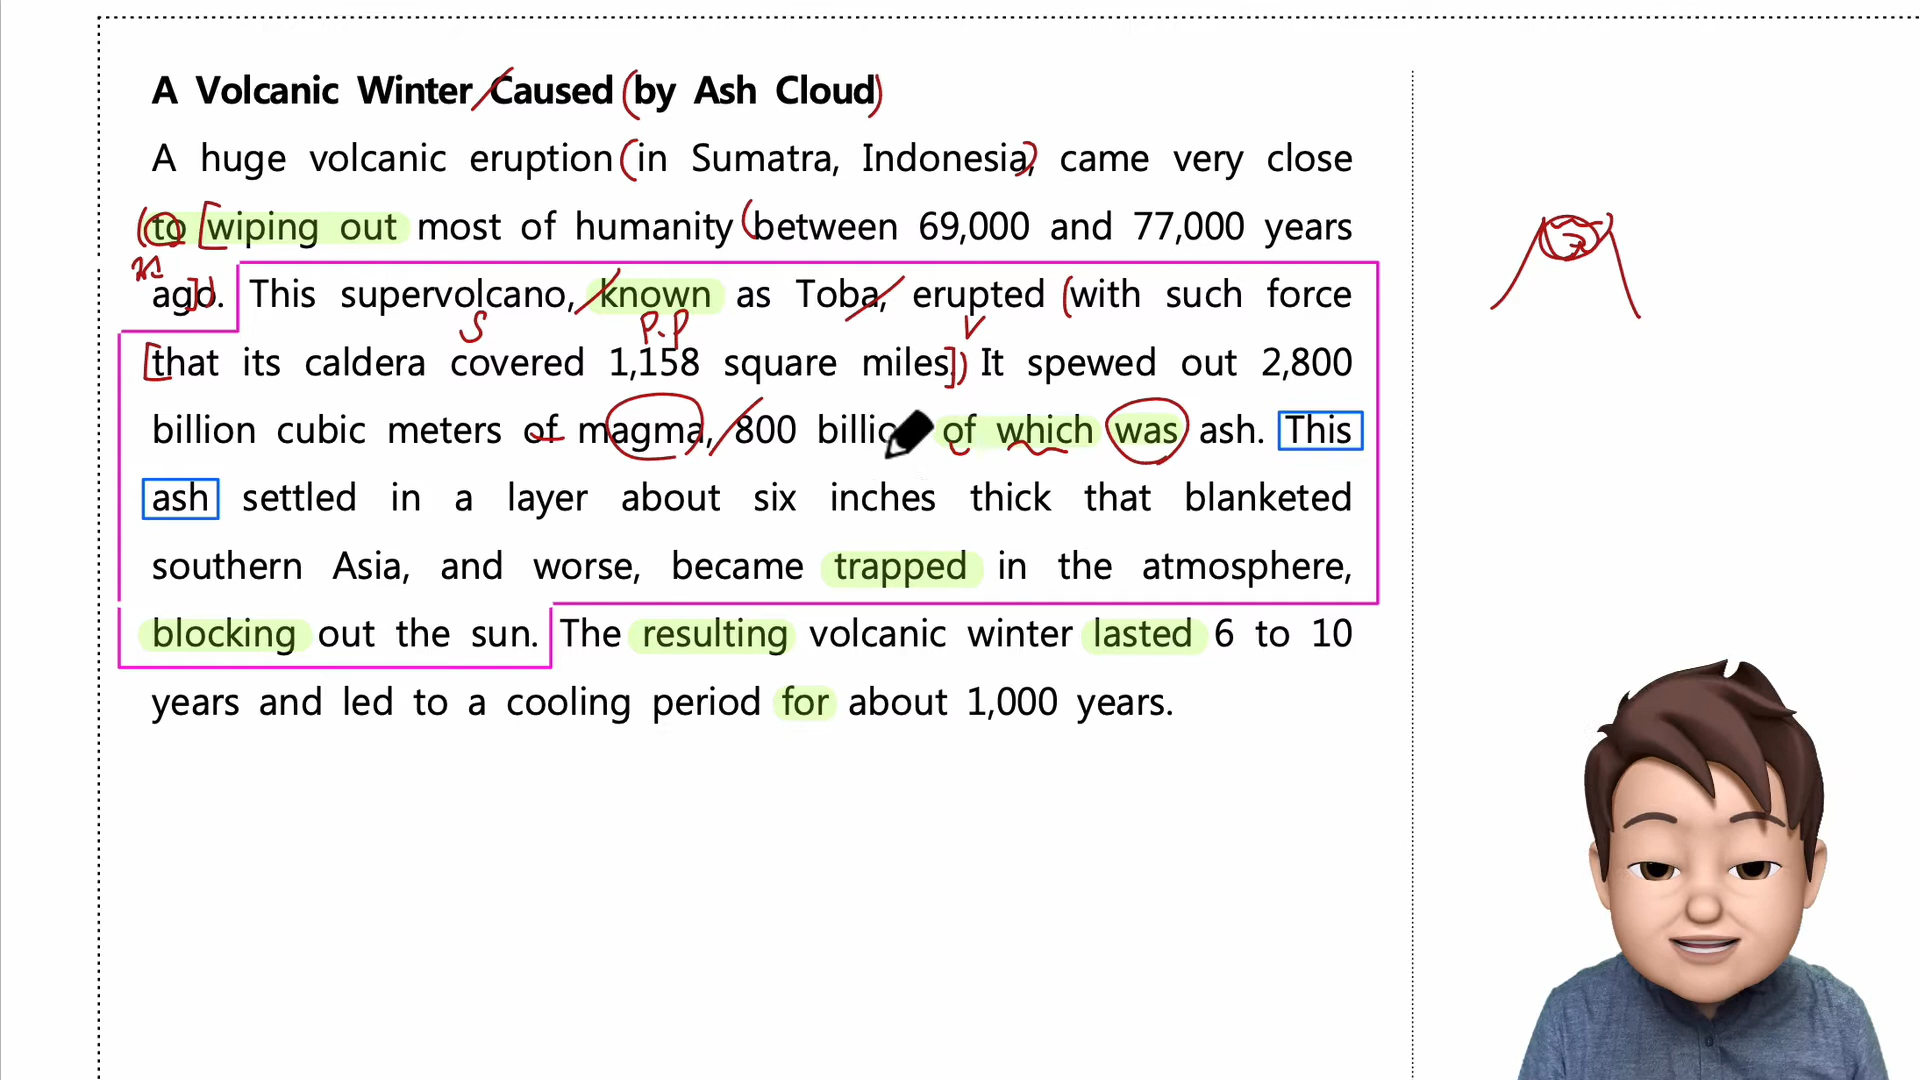 A Volcanic Winter Caused by Ash Cloud
A huge volcanic eruption in Sumatra, Indonesia, came very close
to wiping out most of humanity between 69,000 and 77,000 years
ago. This supervolcano, known as Toba, erupted with such force
S P.P V
that its caldera covered 1,158 square miles. It spewed out 2,800
billion cubic meters of magma, 800 of which was ash. This
ash settled in a layer about six inches thick that blanketed
southern Asia, and worse, became trapped in the atmosphere,
blocking out the sun. The resulting volcanic winter lasted 6 to 10
years and led to a cooling period for about 1,000 years.